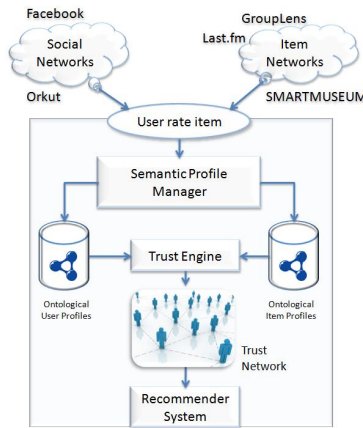 Facebook
GroupLens
Last.fm
Social
Networks
Item
Networks
Orkut
SMARTMUSEUM
User rate item
Semantic Profile
Manager
Trust Engine
Ontological
User Profiles
Ontological
Item Profiles
Trust
Network
Recommender
System